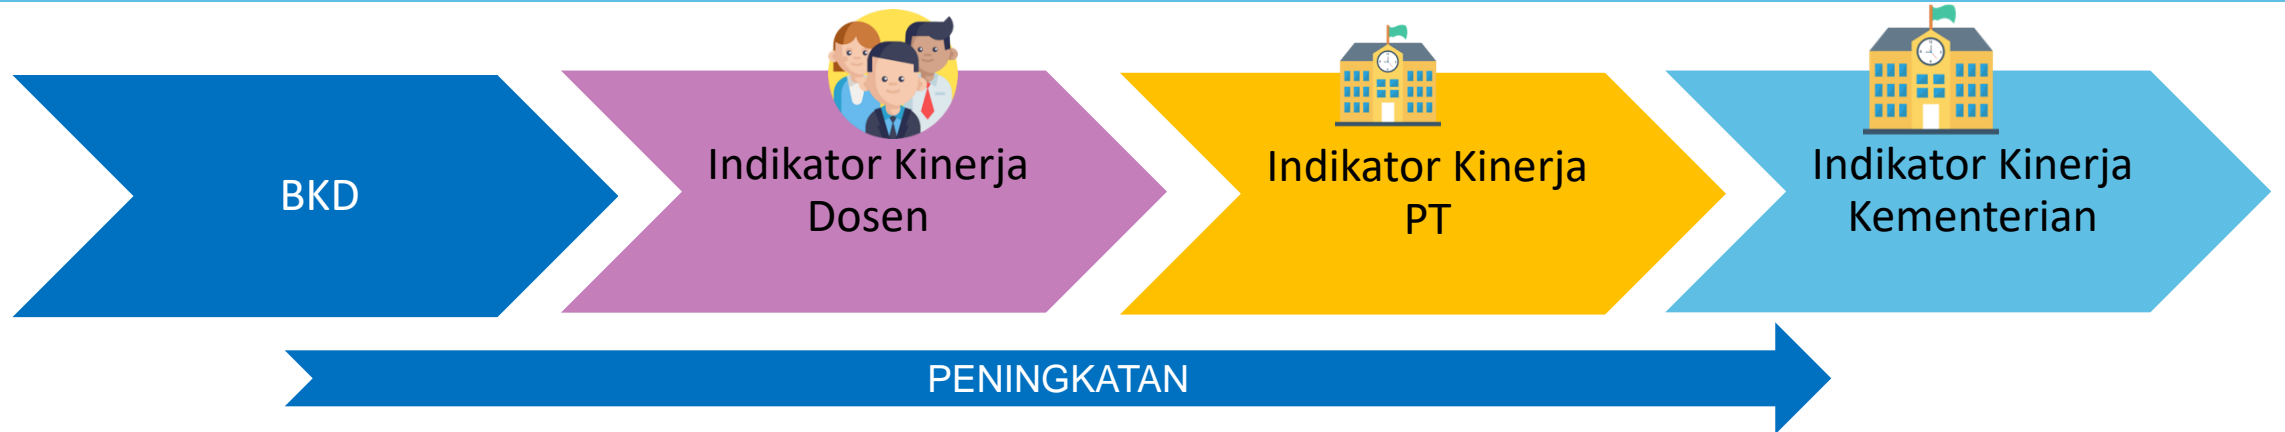 BKD
Indikator Kinerja
Dosen
Indikator Kinerja
PT
Indikator Kinerja
Kementerian
PENINGKATAN